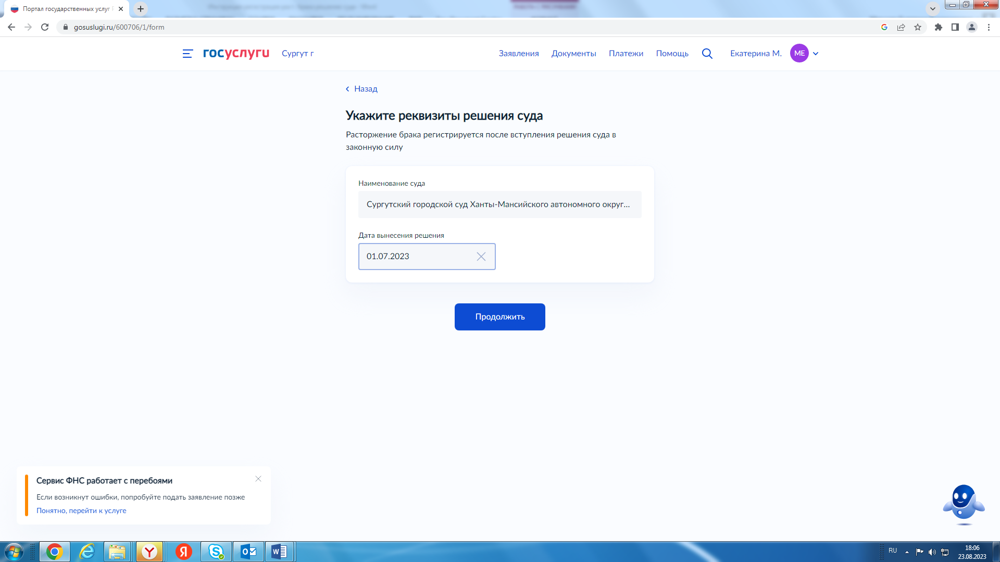 Портал государственных услуг
gosuslugi.ru/600706/1/form
госуслуги
Сургут г
Заявления
Документы
Платежи
Помощь
Екатерина М.
МЕ
Назад
Укажите реквизиты решения суда
Расторжение брака регистрируется после вступления решения суда в
законную силу
Наименование суда
Сургутский городской суд Ханты-Мансийского автономного округ...
Дата вынесения решения
01.07.2023
Продолжить
Сервис ФНС работает с перебоями
Если возникнут ошибки, попробуйте подать заявление позже
Понятно, перейти к услуге
RU
18:06
23.08.2023